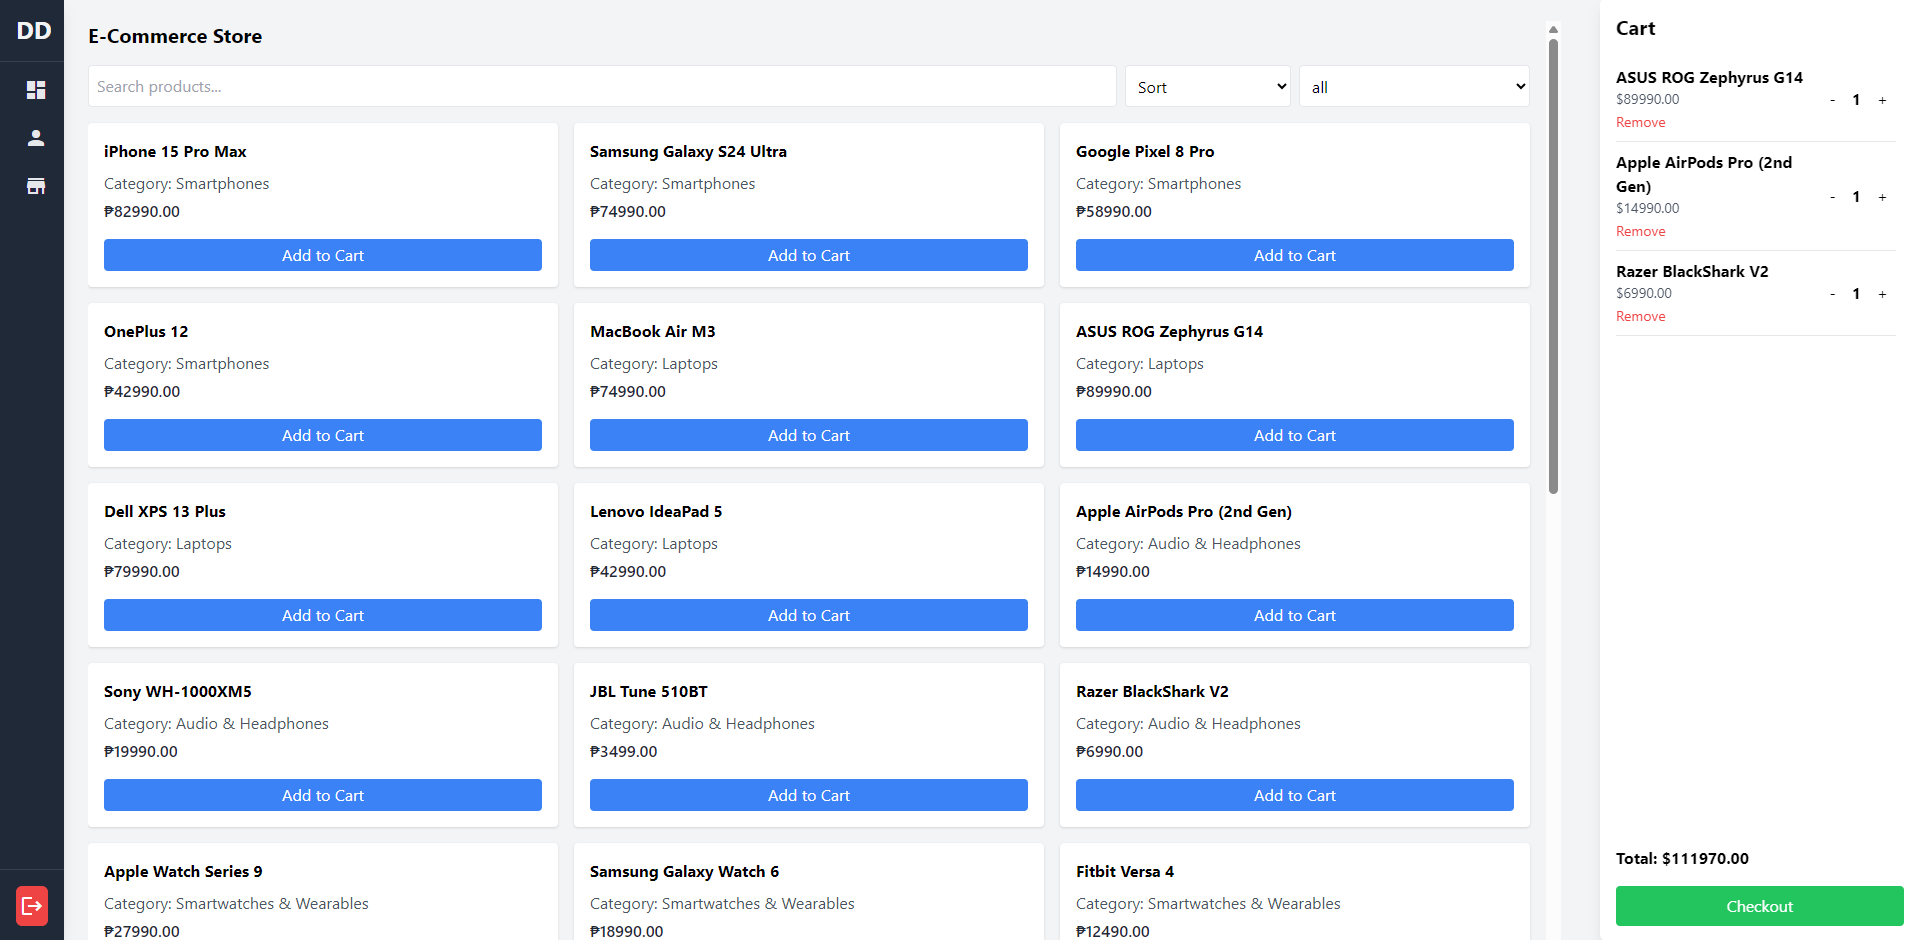 DD
E-Commerce Store
Search products...
Sort
all
iPhone 15 Pro Max
Category: Smartphones
₱82990.00
Add to Cart
Samsung Galaxy S24 Ultra
Category: Smartphones
₱74990.00
Add to Cart
Google Pixel 8 Pro
Category: Smartphones
₱58990.00
Add to Cart
OnePlus 12
Category: Smartphones
₱42990.00
Add to Cart
MacBook Air M3
Category: Laptops
₱74990.00
Add to Cart
ASUS ROG Zephyrus G14
Category: Laptops
₱89990.00
Add to Cart
Dell XPS 13 Plus
Category: Laptops
₱79990.00
Add to Cart
Lenovo IdeaPad 5
Category: Laptops
₱42990.00
Add to Cart
Apple AirPods Pro (2nd Gen)
Category: Audio & Headphones
₱14990.00
Add to Cart
Sony WH-1000XM5
Category: Audio & Headphones
₱19990.00
Add to Cart
JBL Tune 510BT
Category: Audio & Headphones
₱3499.00
Add to Cart
Razer BlackShark V2
Category: Audio & Headphones
₱6990.00
Add to Cart
Apple Watch Series 9
Category: Smartwatches & Wearables
₱27990.00
Samsung Galaxy Watch 6
Category: Smartwatches & Wearables
₱18990.00
Fitbit Versa 4
Category: Smartwatches & Wearables
₱12490.00
Cart
ASUS ROG Zephyrus G14
$89990.00
- 1 +
Remove
Apple AirPods Pro (2nd
Gen)
$14990.00
- 1 +
Remove
Razer BlackShark V2
$6990.00
- 1 +
Remove
Total: $111970.00
Checkout